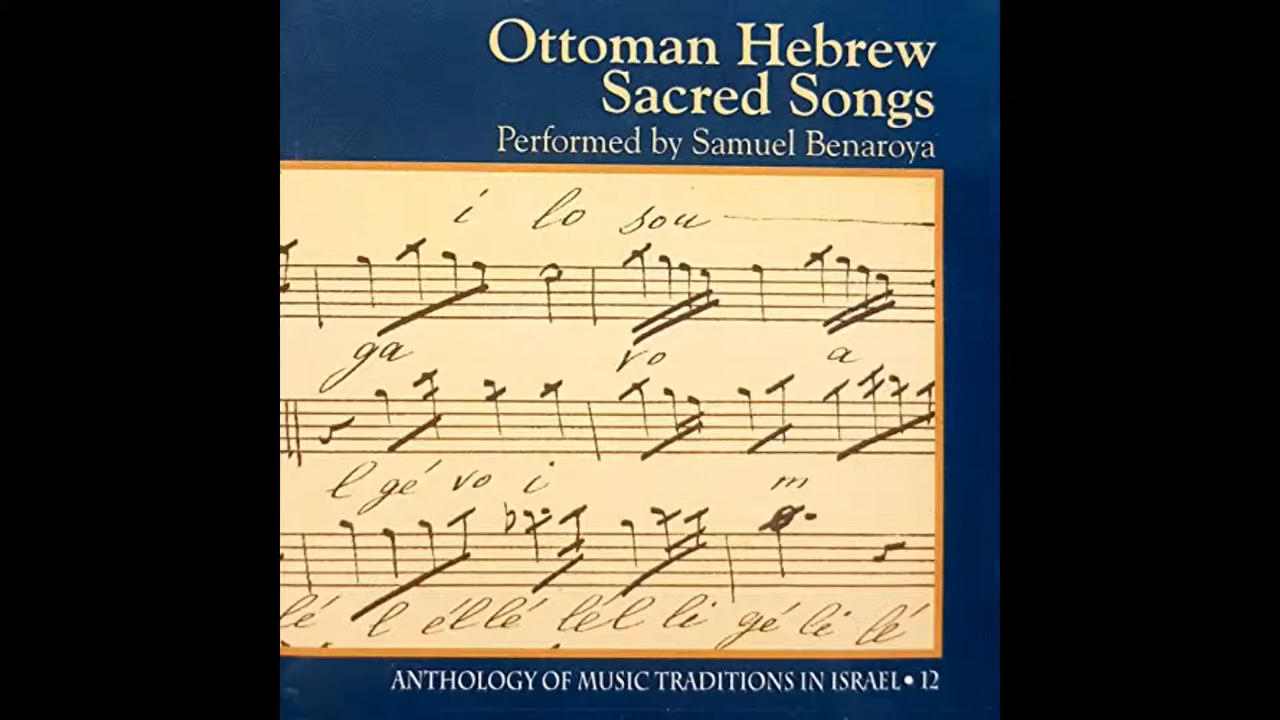 Ottoman Hebrew
Sacred Songs
Performed by Samuel Benaroya
i lo sou
ga vo a
l gé vo i m
lé l éllé lél li gé li lé
ANTHOLOGY OF MUSIC TRADITIONS IN ISRAEL • 12